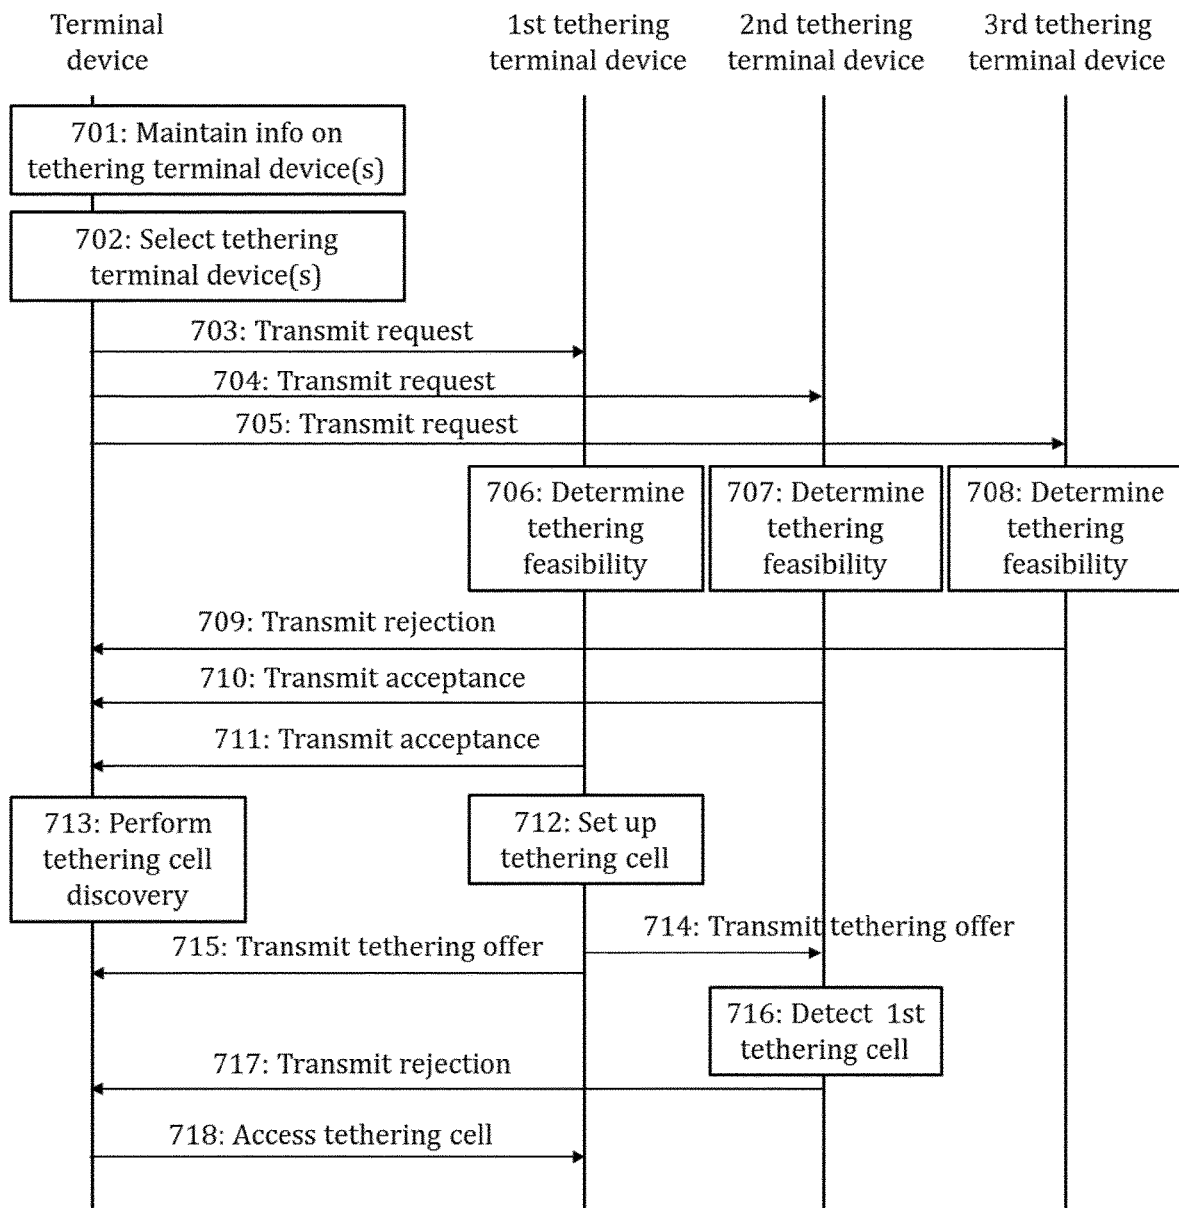 Terminal
device
1st tethering
terminal device
2nd tethering
terminal device
3rd tethering
terminal device
701: Maintain info on
tethering terminal device(s)
702: Select tethering
terminal device(s)
703: Transmit request
704: Transmit request
705: Transmit request
706: Determine
tethering
feasibility
707: Determine
tethering
feasibility
708: Determine
tethering
feasibility
709: Transmit rejection
710: Transmit acceptance
711: Transmit acceptance
713: Perform
tethering cell
discovery
712: Set up
tethering cell
714: Transmit tethering offer
715: Transmit tethering offer
716: Detect 1st
tethering cell
717: Transmit rejection
718: Access tethering cell